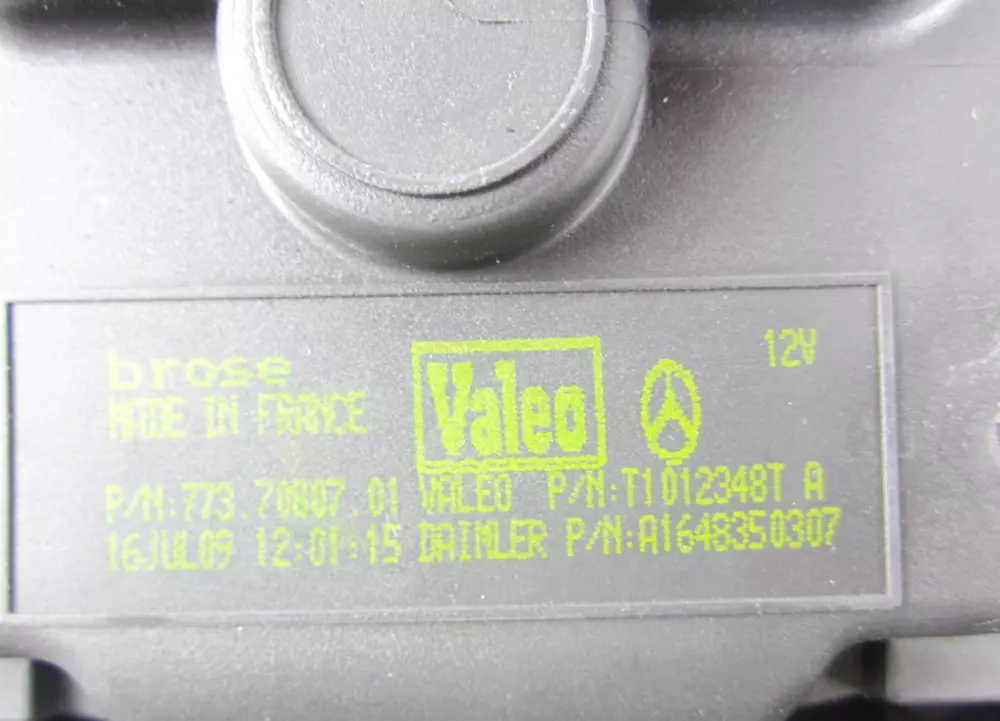 brose
MADE IN FRANCE
Valeo
12V
P/N:773.70807.01 VALEO P/N:T1012348T A
16JUL09 12:01:15 DAIMLER P/N:A1648350307